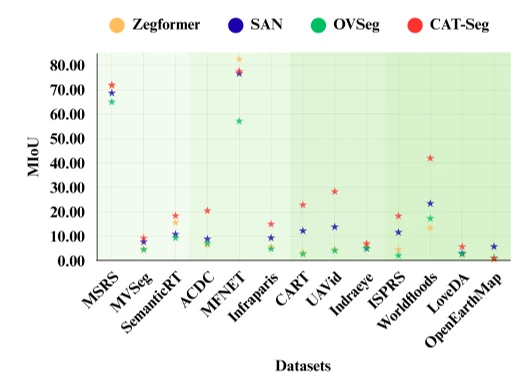 Zegformer SAN OVSeg CAT-Seg
80.00
70.00
60.00
50.00
40.00
30.00
20.00
10.00
0.00
MIoU
MSRS
MVSeg
SemanticRT
ACDC
MFNET
Infraparis
CART
UAVid
Indraeye
ISPRS
Worldfloods
LoveDA
OpenEarthMap
Datasets